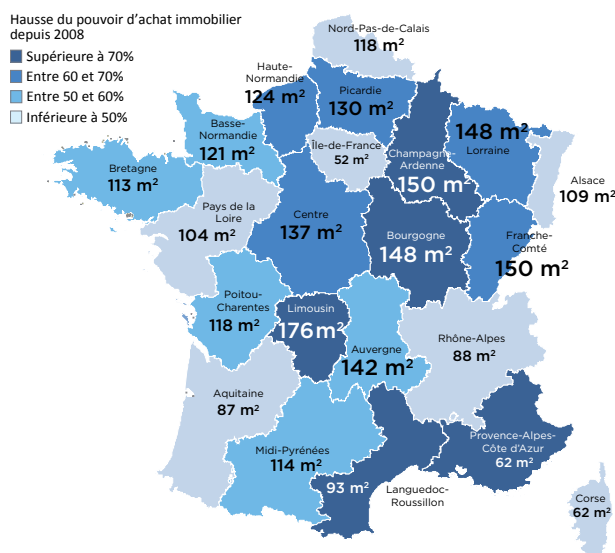 Hausse du pouvoir d'achat immobilier
depuis 2008
Supérieure à 70%
Entre 60 et 70%
Entre 50 et 60%
Inférieure à 50%
Nord-Pas-de-Calais
118 m²
Haute-
Normandie
124 m²
Picardie
130 m²
Basse-
Normandie
121 m²
Île-de-France
52 m²
Champagne-
Ardenne
150 m²
148 m²
Lorraine
Alsace
109 m²
Bretagne
113 m²
Pays de la
Loire
104 m²
Centre
137 m²
Bourgogne
148 m²
Franche-
Comté
150 m²
Poitou-
Charentes
118 m²
Limousin
176 m²
Auvergne
142 m²
Rhône-Alpes
88 m²
Aquitaine
87 m²
Midi-Pyrénées
114 m²
93 m²
Languedoc-
Roussillon
Provence-Alpes-
Côte d'Azur
62 m²
Corse
62 m²